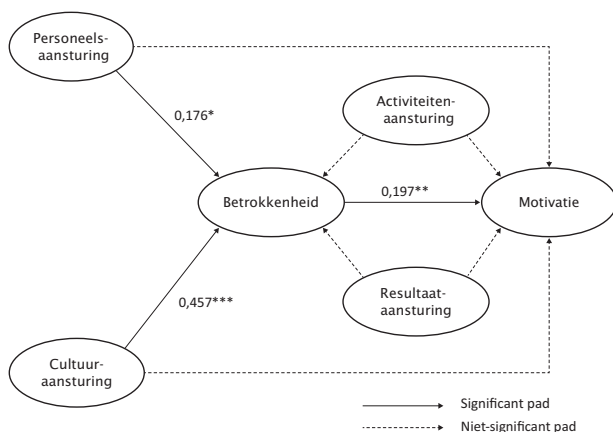 Personeels-
aansturing
0,176*
Activiteiten-
aansturing
Betrokkenheid
0,197**
Motivatie
Resultaat-
aansturing
0,457***
Cultuur-
aansturing
Significant pad
Niet-significant pad